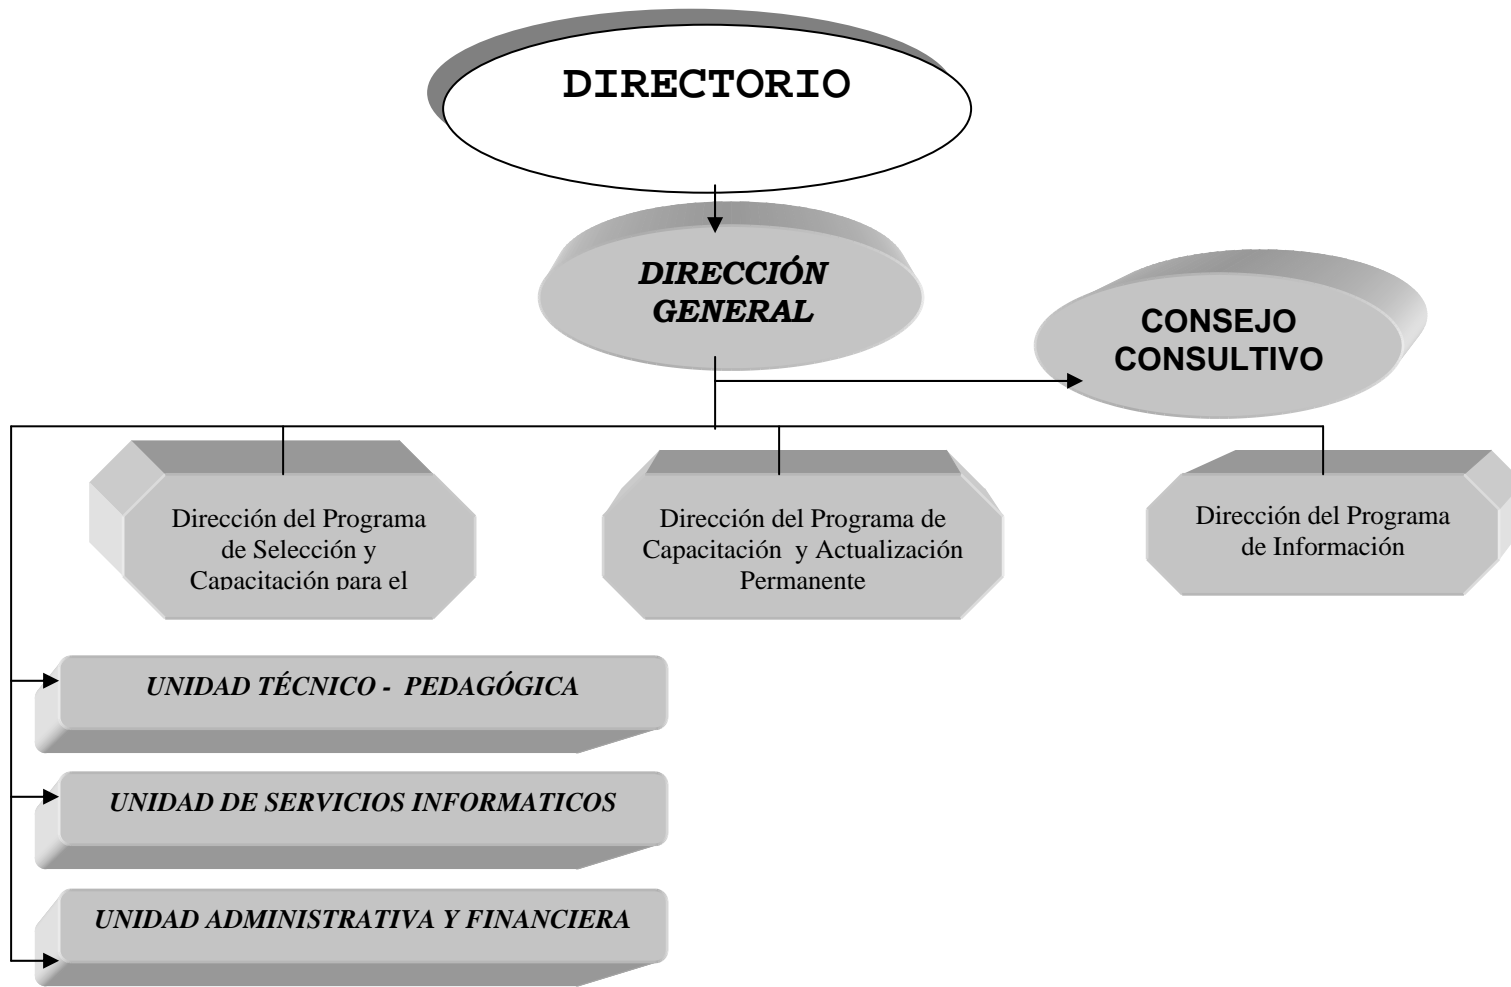 DIRECTORIO
DIRECCIÓN
GENERAL
CONSEJO
CONSULTIVO
Dirección del Programa
de Selección y
Capacitación para el
Dirección del Programa de
Capacitación y Actualización
Permanente
Dirección del Programa
de Información
UNIDAD TÉCNICO - PEDAGÓGICA
UNIDAD DE SERVICIOS INFORMATICOS
UNIDAD ADMINISTRATIVA Y FINANCIERA